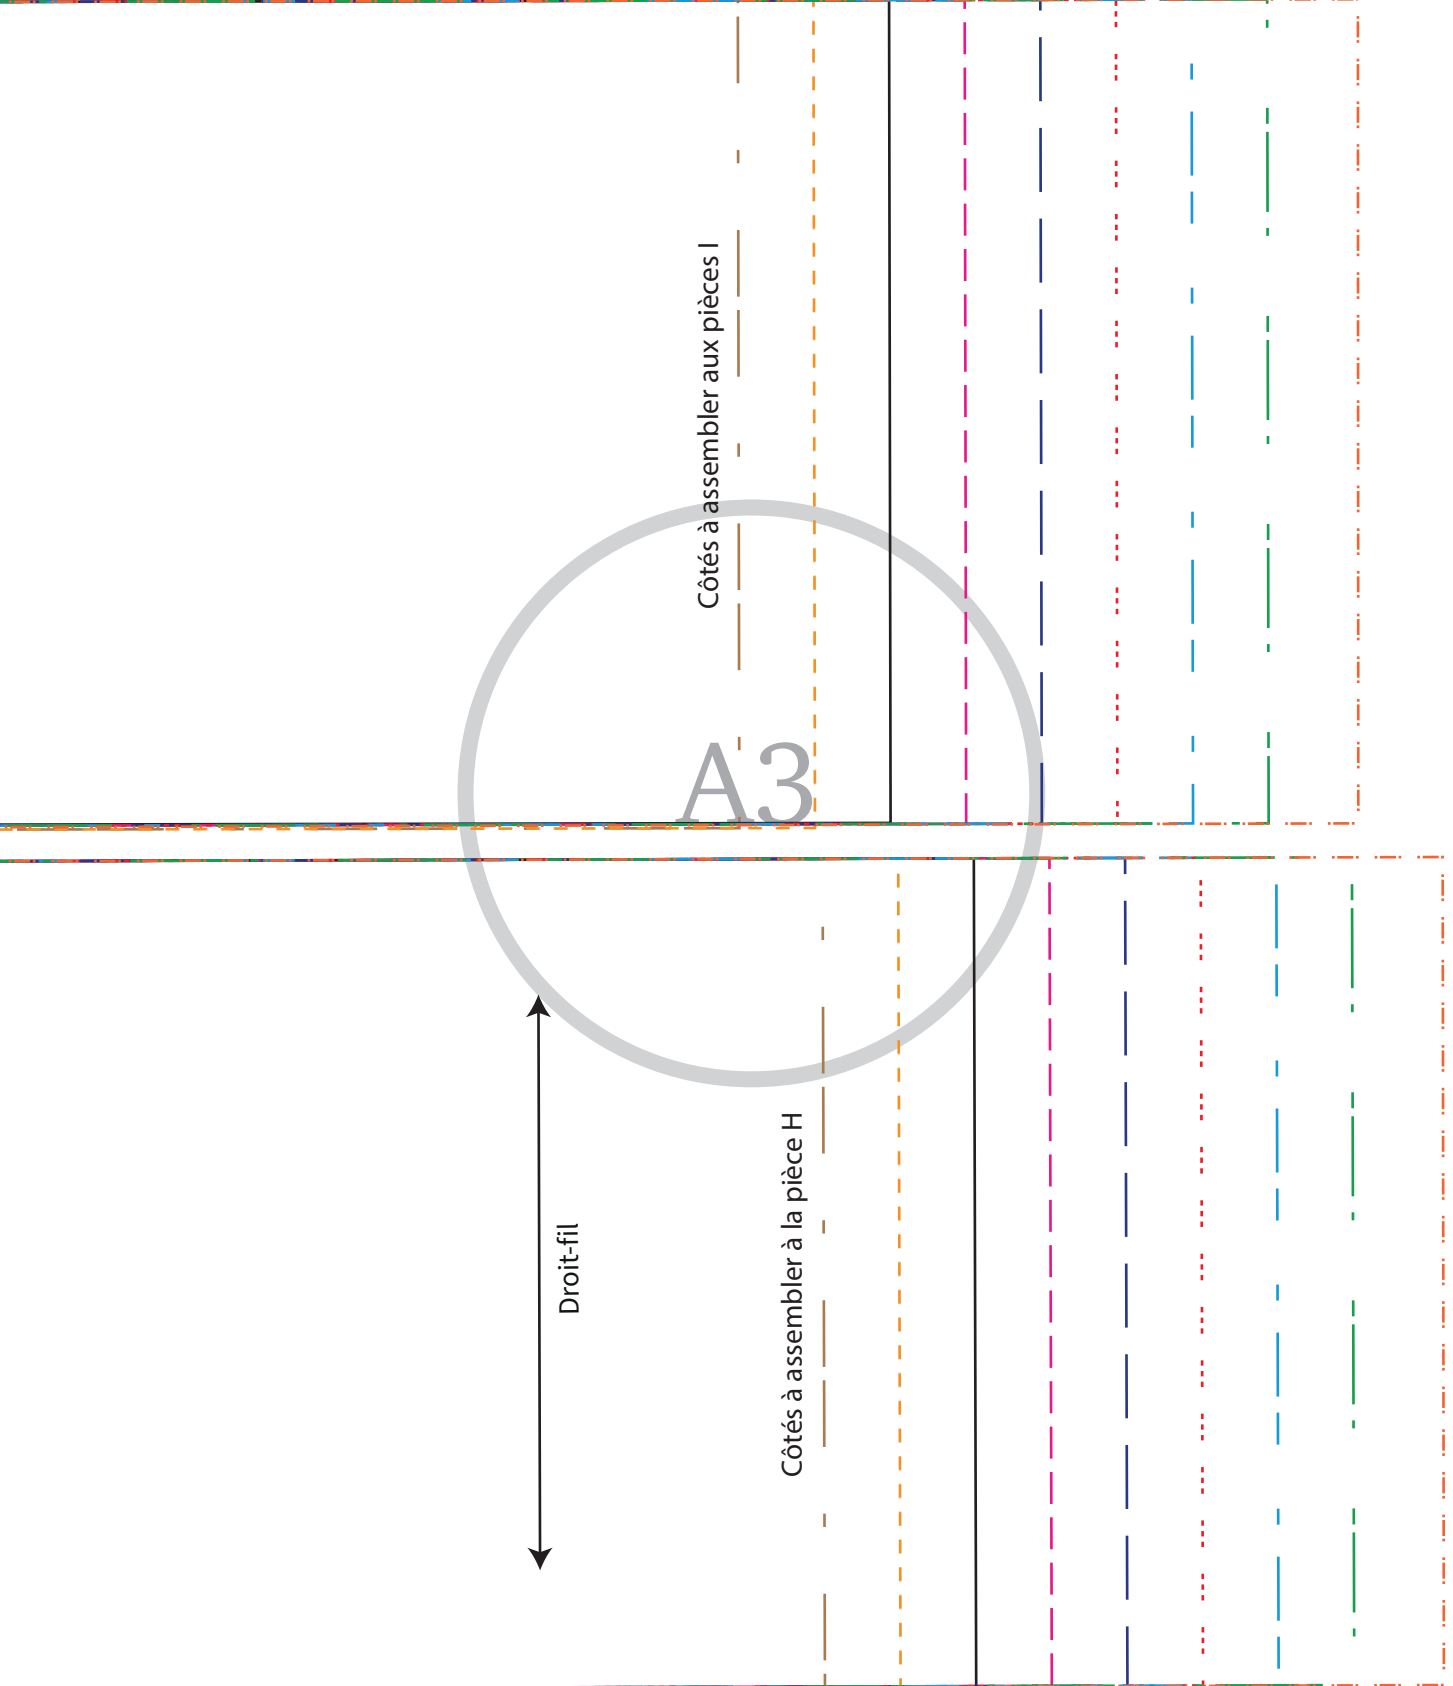 Côtés à assembler aux pièces I
A3
Droit-fil
Côtés à assembler à la pièce H